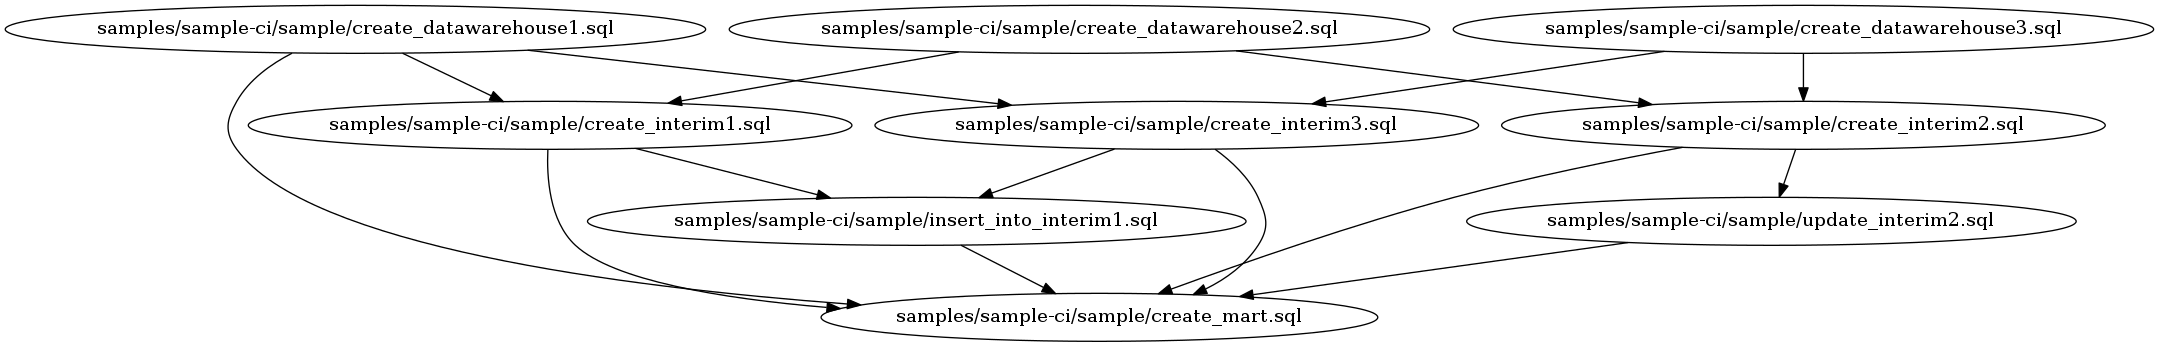 samples/sample-ci/sample/create_datawarehouse1.sql
samples/sample-ci/sample/create_datawarehouse2.sql
samples/sample-ci/sample/create_datawarehouse3.sql
samples/sample-ci/sample/create_interim1.sql
samples/sample-ci/sample/create_interim3.sql
samples/sample-ci/sample/create_interim2.sql
samples/sample-ci/sample/insert_into_interim1.sql
samples/sample-ci/sample/update_interim2.sql
samples/sample-ci/sample/create_mart.sql